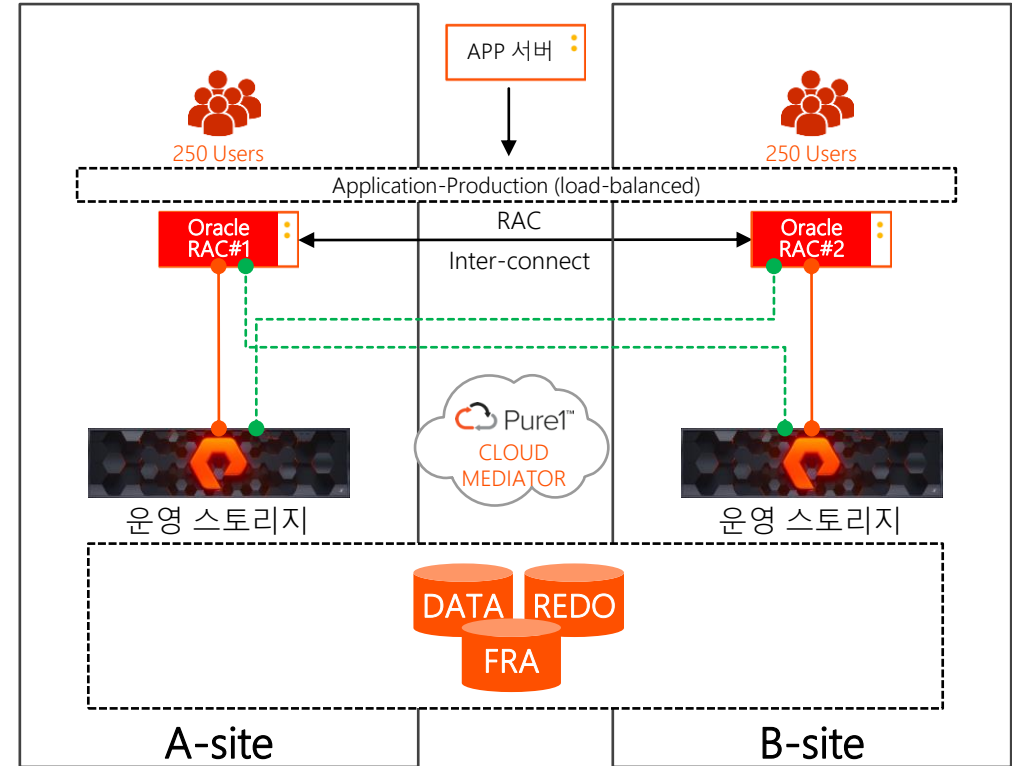 APP 서버
250 Users
250 Users
Application-Production (load-balanced)
Oracle
RAC#1
RAC
Inter-connect
Oracle
RAC#2
Pure1™
CLOUD
MEDIATOR
운영 스토리지
운영 스토리지
DATA
REDO
FRA
A-site
B-site